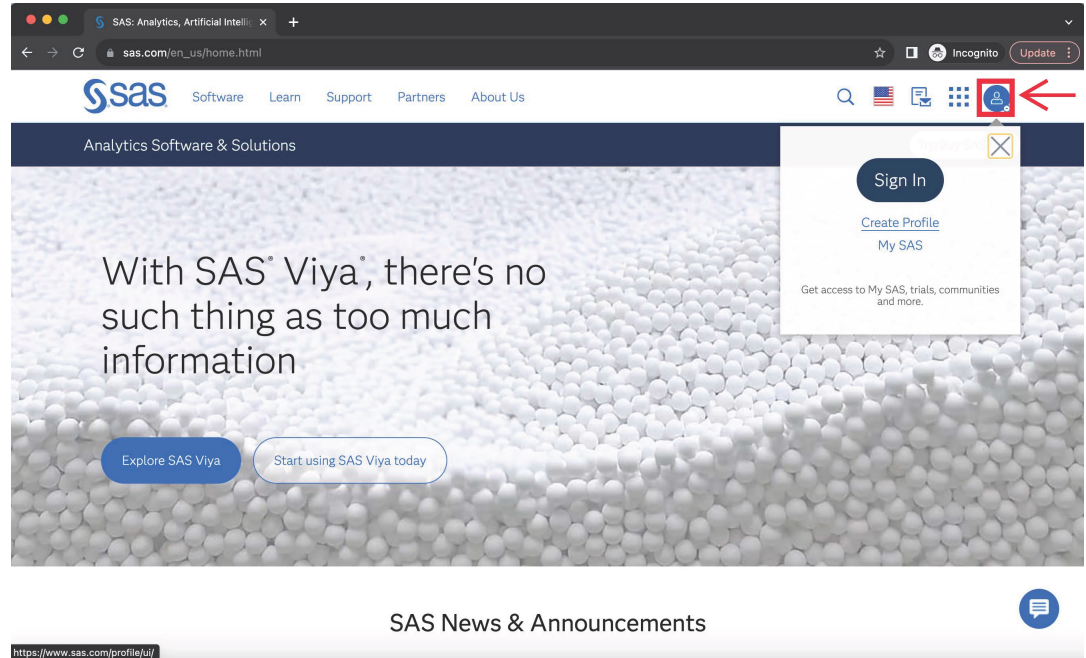 SAS: Analytics, Artificial Intellig
sas.com/en_us/home.html
Incognito
Update
sas
Software Learn Support Partners About Us
Analytics Software & Solutions
Sign In
Create Profile
My SAS
Get access to My SAS, trials, communities
and more.
With SAS® Viya®, there's no
such thing as too much
information
Explore SAS Viya
Start using SAS Viya today
SAS News & Announcements
https://www.sas.com/profile/ui/